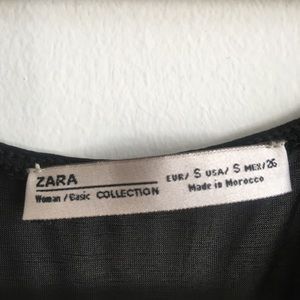 ZARA
Woman / Basic COLLECTION
EUR/ S USA/ S MEX/26
Made in Morocco